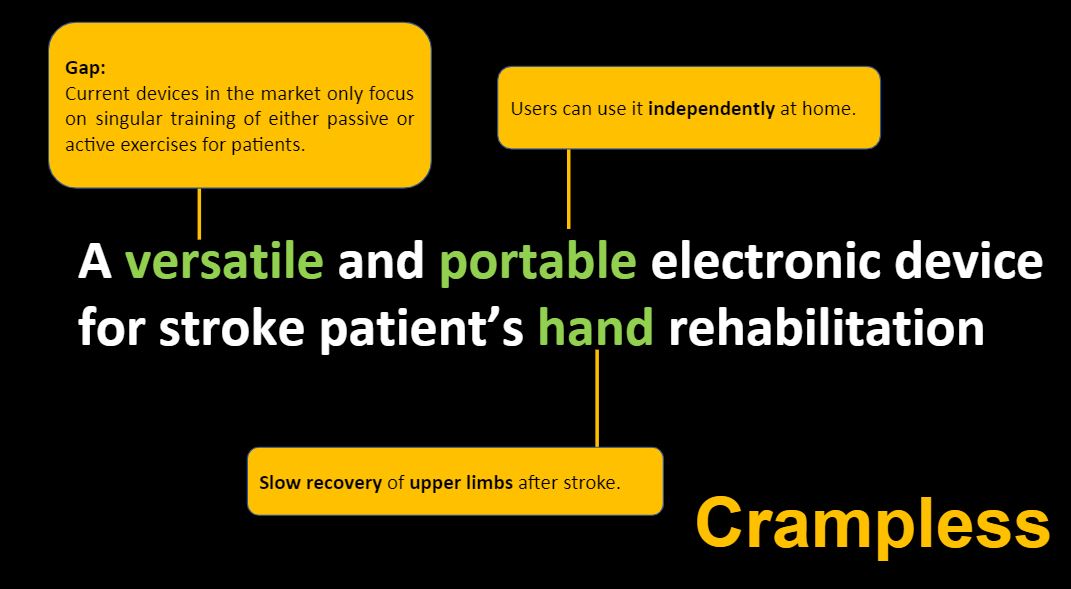 Gap:
Current devices in the market only focus
on singular training of either passive or
active exercises for patients.
Users can use it independently at home.
A versatile and portable electronic device
for stroke patient’s hand rehabilitation
Slow recovery of upper limbs after stroke.
Crampless